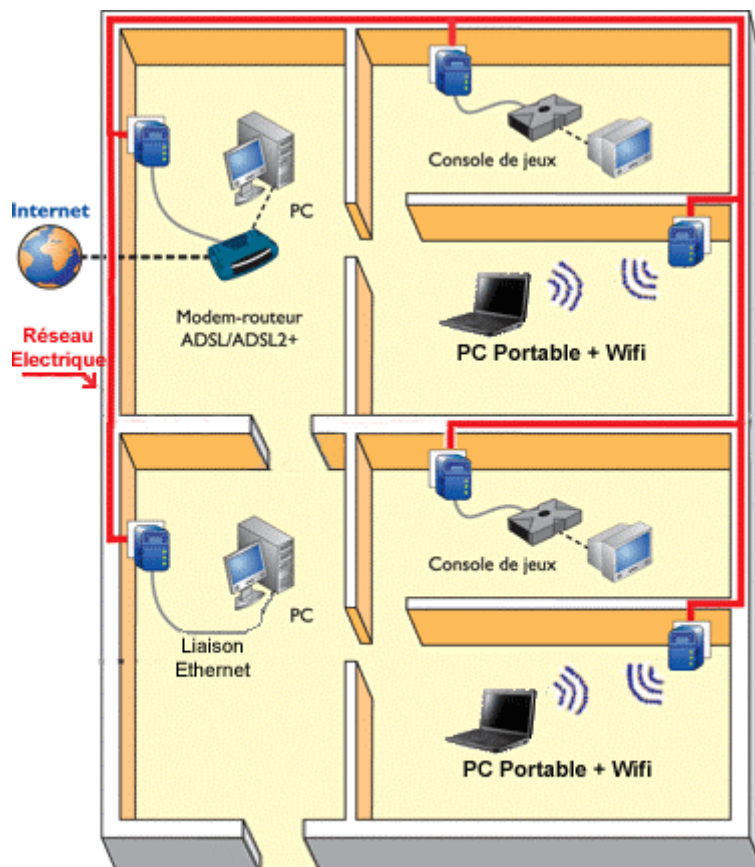 Console de jeux
PC
Internet
Modem-routeur
ADSL/ADSL2+
PC Portable + Wifi
Réseau
Electrique
Console de jeux
PC
Liaison
Ethernet
PC Portable + Wifi